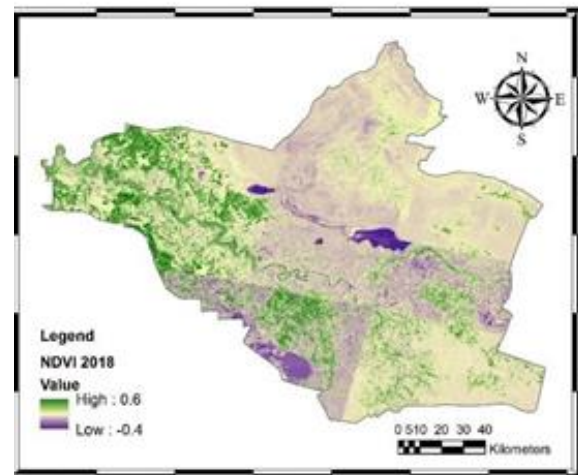 N
W E
S
Legend
NDVI 2018
Value
High : 0.6
Low : -0.4
0 5 10 20 30 40
Kilometers